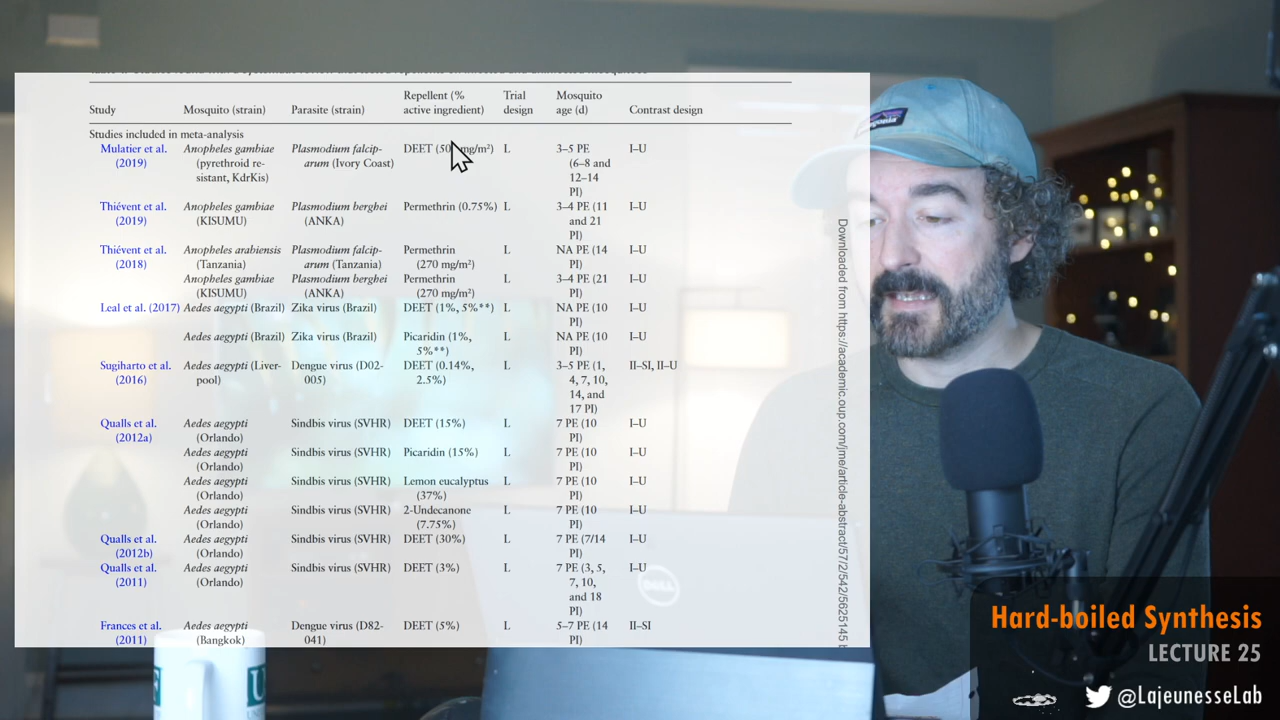 Study Mosquito (strain) Parasite (strain) Repellent (% active ingredient) Trial design Mosquito age (d) Contrast design
Studies included in meta-analysis
Mulatier et al. (2019) Anopheles gambiae (pyrethroid re-sistant, KdrKis) Plasmodium falcip-arum (Ivory Coast) DEET mg/m²) L 3–5 PE (6–8 and 12–14 PI) I–U
Thiévent et al. (2019) Anopheles gambiae (KISUMU) Plasmodium berghei (ANKA) Permethrin (0.75%) L 3–4 PE (11 and 21 PI) I–U
Thiévent et al. (2018) Anopheles arabiensis (Tanzania) Plasmodium falcip-arum (Tanzania) Permethrin (270 mg/m²) L NA PE (14 PI) I–U
Anopheles gambiae (KISUMU) Plasmodium berghei (ANKA) Permethrin (270 mg/m²) L 3–4 PE (21 PI) I–U
Leal et al. (2017) Aedes aegypti (Brazil) Zika virus (Brazil) DEET (1%, 5%**) L NA PE (10 PI) I–U
Aedes aegypti (Brazil) Zika virus (Brazil) Picaridin (1%, 5%**) L NA PE (10 PI) I–U
Sugiharto et al. (2016) Aedes aegypti (Liver-pool) Dengue virus (D02-005) DEET (0.14%, 2.5%) L 3–5 PE (1, 4, 7, 10, 14, and 17 PI) II–SI, II–U
Qualls et al. (2012a) Aedes aegypti (Orlando) Sindbis virus (SVHR) DEET (15%) L 7 PE (10 PI) I–U
Aedes aegypti (Orlando) Sindbis virus (SVHR) Picaridin (15%) L 7 PE (10 PI) I–U
Aedes aegypti (Orlando) Sindbis virus (SVHR) Lemon eucalyptus (37%) L 7 PE (10 PI) I–U
Aedes aegypti (Orlando) Sindbis virus (SVHR) 2-Undecanone (7.75%) L 7 PE (10 PI) I–U
Qualls et al. (2012b) Aedes aegypti (Orlando) Sindbis virus (SVHR) DEET (30%) L 7 PE (7/14 PI) I–U
Qualls et al. (2011) Aedes aegypti (Orlando) Sindbis virus (SVHR) DEET (3%) L 7 PE (3, 5, 7, 10, and 18 PI) I–U
Frances et al. (2011) Aedes aegypti (Bangkok) Dengue virus (D82-041) DEET (5%) L 5–7 PE (14 PI) II–SI
Downloaded from https://academic.oup.com/jme/article-abstract/57/2/542/5625145
patagonia
DELL
U
Hard-boiled Synthesis
LECTURE 25
@LajeunesseLab